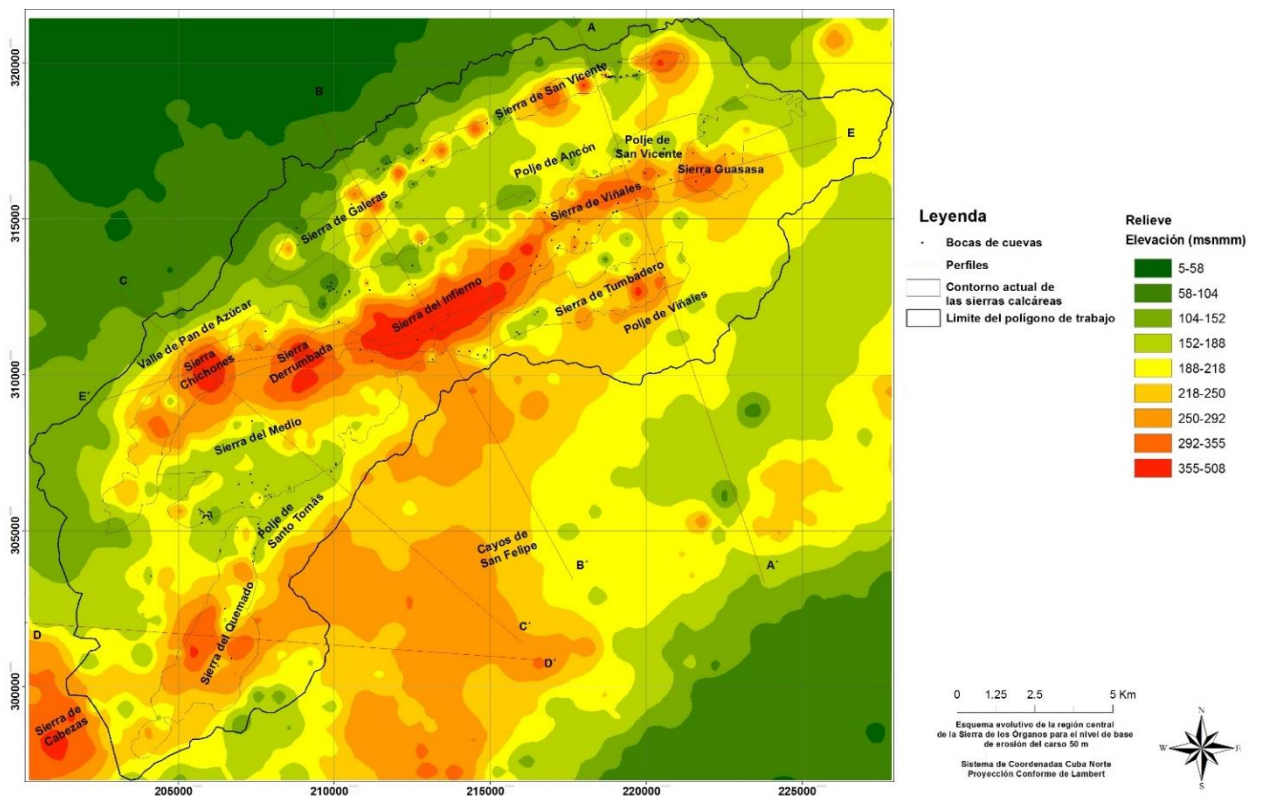 320000
315000
310000
305000
300000
205000
210000
215000
220000
225000
A
B
C
D
E
E´
A´
B´
C´
D´
Sierra de San Vicente
Polje de
San Vicente
Polje de Ancón
Sierra Guasasa
Sierra de Viñales
Sierra de Galeras
Sierra de Tumbadero
Polje de Viñales
Sierra del Infierno
Valle de Pan de Azúcar
Sierra
Chichones
Sierra
Derrumbada
Sierra del Medio
Polje de
Santo Tomás
Cayos de
San Felipe
Sierra del Quemado
Sierra de
Cabezas
Leyenda
Bocas de cuevas
Perfiles
Contorno actual de
las sierras calcáreas
Limite del polígono de trabajo
Relieve
Elevación (msnmm)
5-58
58-104
104-152
152-188
188-218
218-250
250-292
292-355
355-508
0 1.25 2.5 5 Km
Esquema evolutivo de la región central
de la Sierra de los Órganos para el nivel de base
de erosión del carso 50 m
Sistema de Coordenadas Cuba Norte
Proyección Conforme de Lambert
N
W
E
S